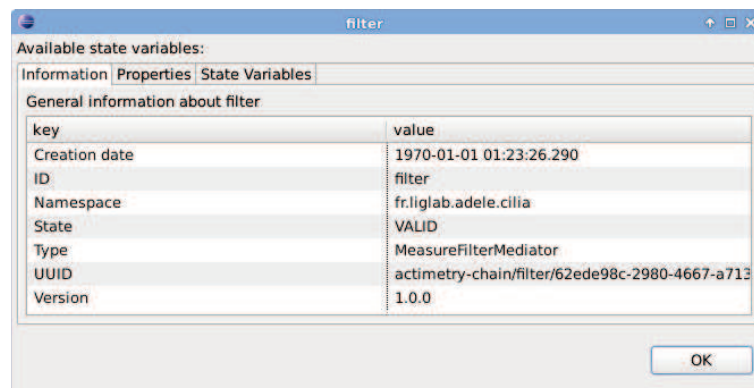 filter
Available state variables:
Information Properties State Variables
General information about filter
key value
Creation date 1970-01-01 01:23:26.290
ID filter
Namespace fr.liglab.adele.cilia
State VALID
Type MeasureFilterMediator
UUID actimetry-chain/filter/62ede98c-2980-4667-a713
Version 1.0.0
OK